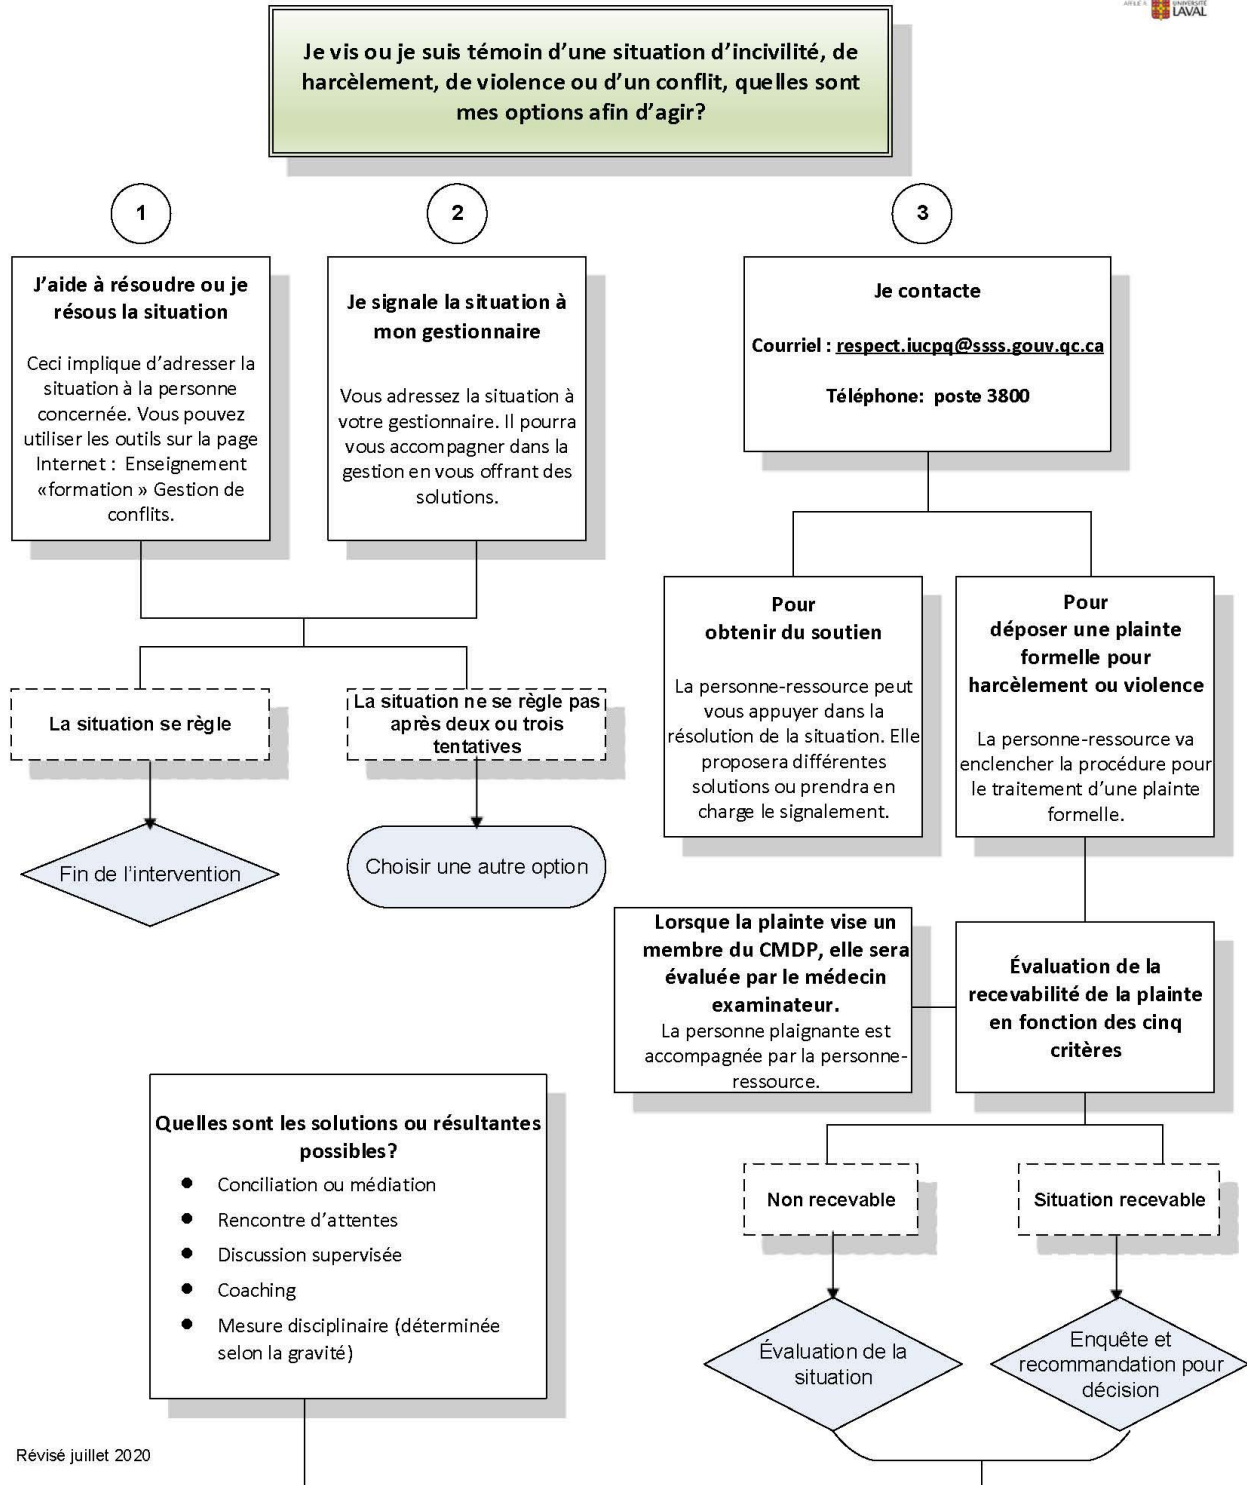 AFFILIÉ À
UNIVERSITÉ
LAVAL
Je vis ou je suis témoin d'une situation d'incivilité, de
harcèlement, de violence ou d'un conflit, quelles sont
mes options afin d'agir?
1
2
3
J'aide à résoudre ou je
résous la situation
Ceci implique d'adresser la
situation à la personne
concernée. Vous pouvez
utiliser les outils sur la page
Internet : Enseignement
«formation » Gestion de
conflits.
Je signale la situation à
mon gestionnaire
Vous adressez la situation à
votre gestionnaire. Il pourra
vous accompagner dans la
gestion en vous offrant des
solutions.
Je contacte
Courriel : respect.iucpq@ssss.gouv.qc.ca
Téléphone: poste 3800
La situation se règle
La situation ne se règle pas
après deux ou trois
tentatives
Fin de l'intervention
Choisir une autre option
Pour
obtenir du soutien
La personne-ressource peut
vous appuyer dans la
résolution de la situation. Elle
proposera différentes
solutions ou prendra en
charge le signalement.
Pour
déposer une plainte
formelle pour
harcèlement ou violence
La personne-ressource va
enclencher la procédure pour
le traitement d'une plainte
formelle.
Lorsque la plainte vise un
membre du CMDP, elle sera
évaluée par le médecin
examinateur.
La personne plaignante est
accompagnée par la personne-
ressource.
Évaluation de la
recevabilité de la plainte
en fonction des cinq
critères
Quelles sont les solutions ou résultantes
possibles?
● Conciliation ou médiation
● Rencontre d'attentes
● Discussion supervisée
● Coaching
● Mesure disciplinaire (déterminée
selon la gravité)
Non recevable
Situation recevable
Évaluation de la
situation
Enquête et
recommandation pour
décision
Révisé juillet 2020